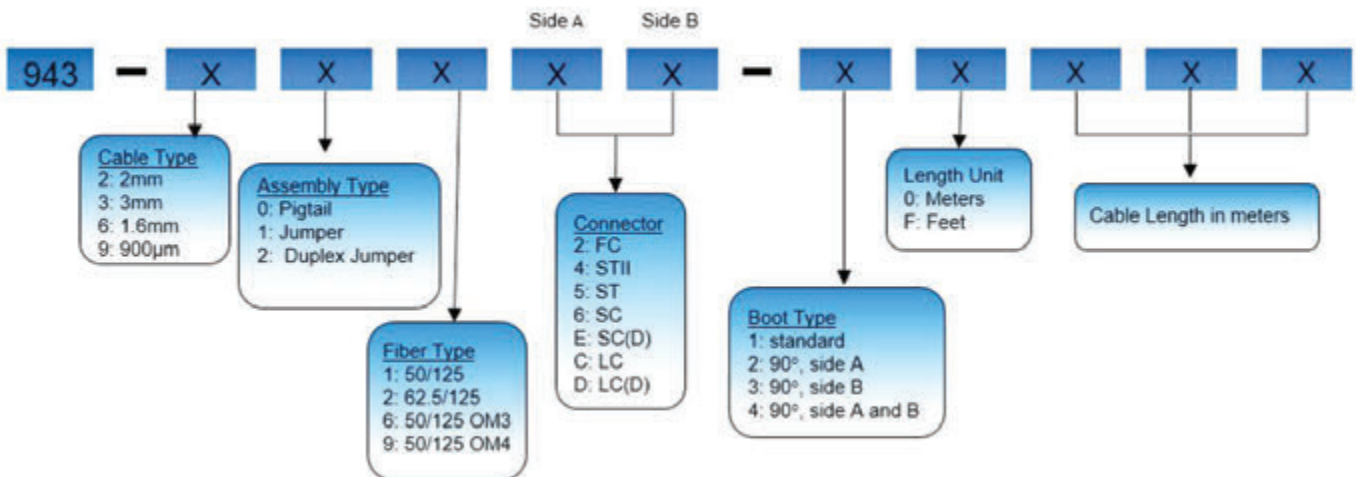 Side A Side B
943 - X X X X X - X X X X X
Cable Type
2: 2mm
3: 3mm
6: 1.6mm
9: 900µm
Assembly Type
0: Pigtail
1: Jumper
2: Duplex Jumper
Fiber Type
1: 50/125
2: 62.5/125
6: 50/125 OM3
9: 50/125 OM4
Connector
2: FC
4: STII
5: ST
6: SC
E: SC(D)
C: LC
D: LC(D)
Boot Type
1: standard
2: 90°, side A
3: 90°, side B
4: 90°, side A and B
Length Unit
0: Meters
F: Feet
Cable Length in meters